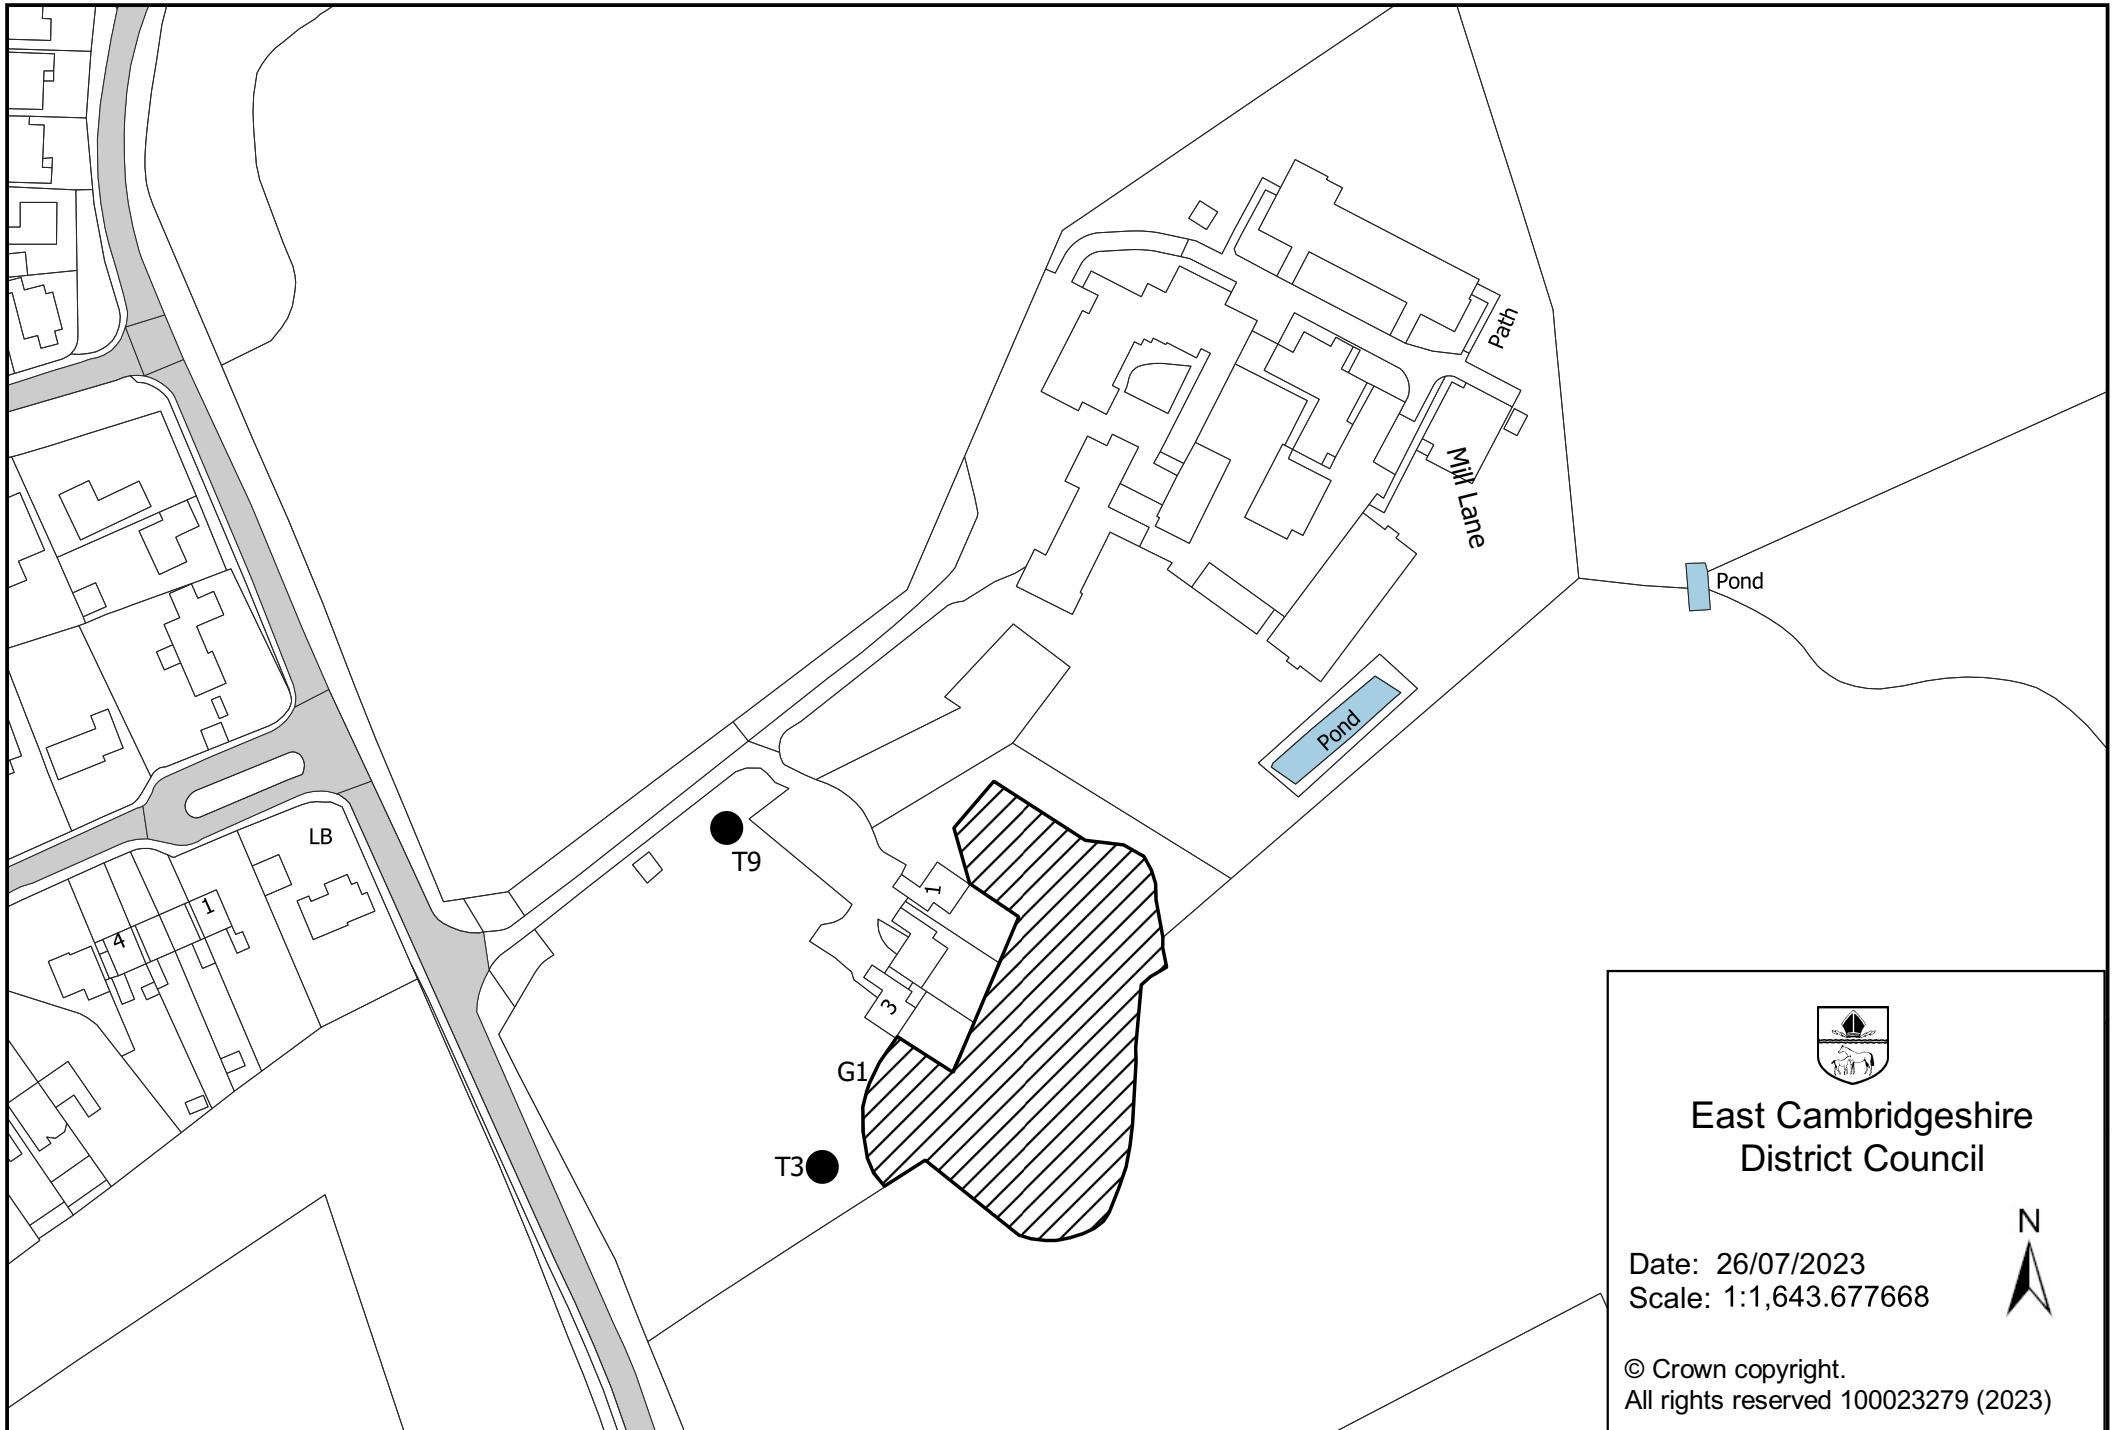 Path
Mill Lane
Pond
Pond
LB
T9
1
1
4
3
G1
T3
East Cambridgeshire
District Council
N
Date: 26/07/2023
Scale: 1:1,643.677668
© Crown copyright.
All rights reserved 100023279 (2023)